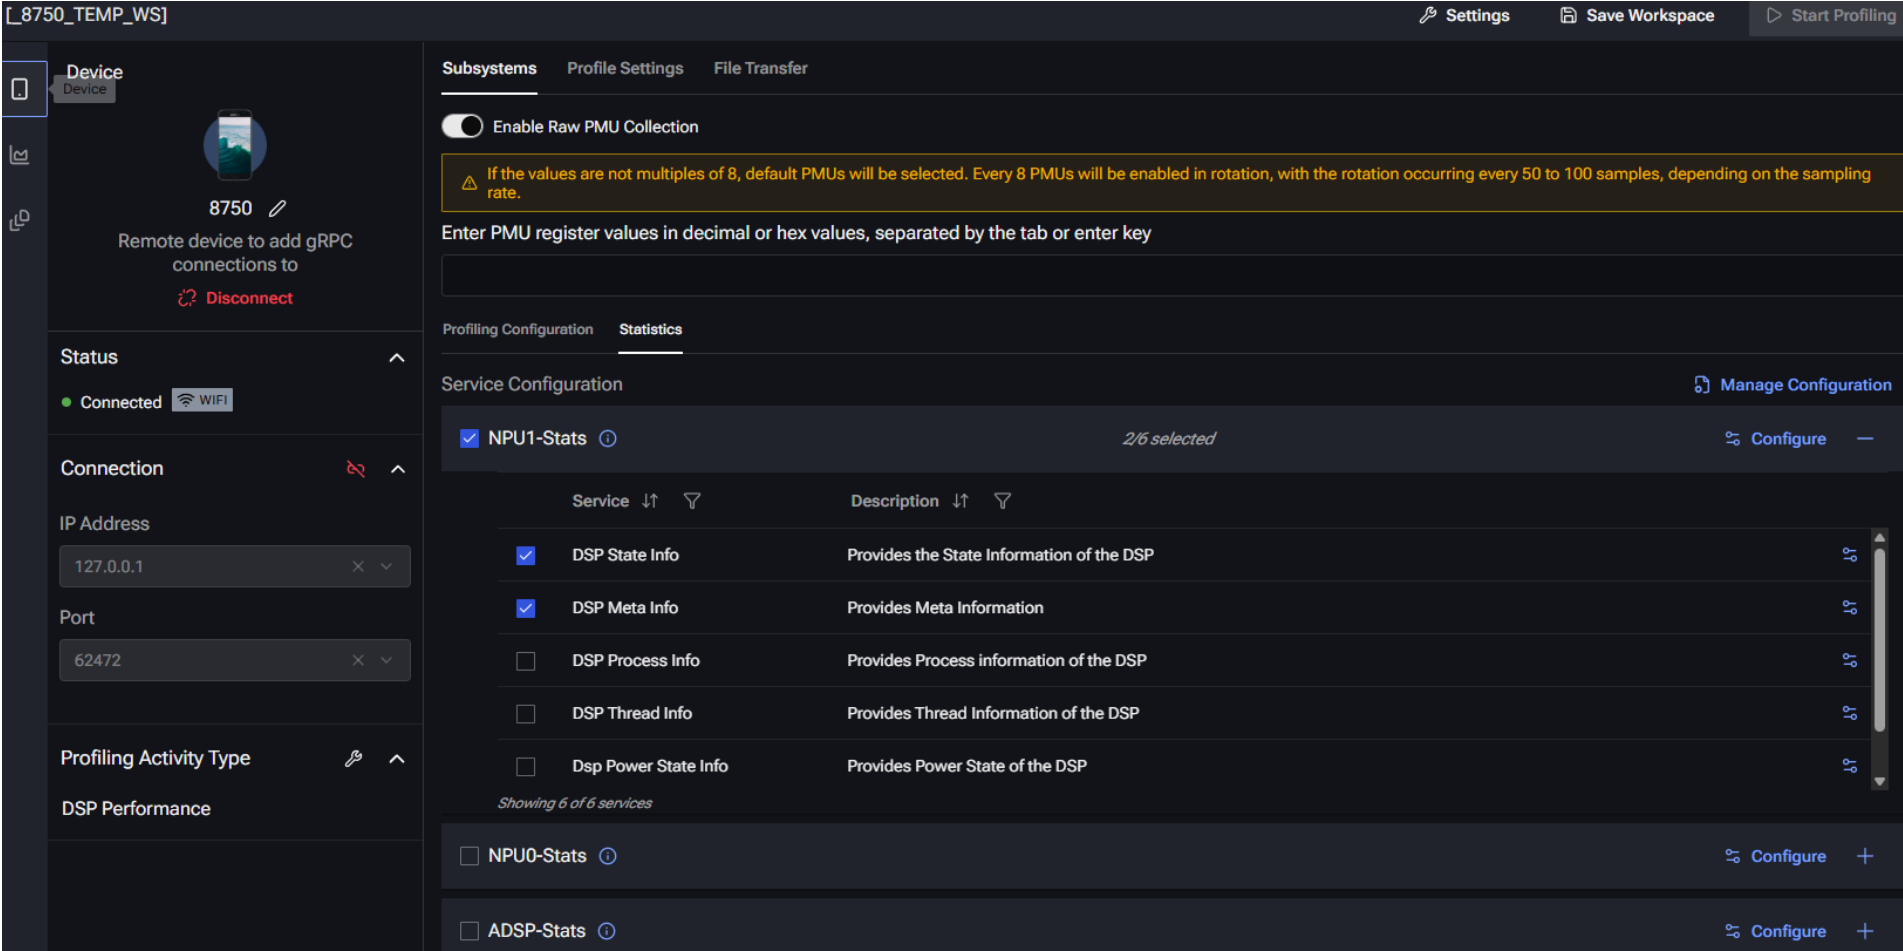 [_8750_TEMP_WS]
Settings
Save Workspace
Start Profiling
Device
Device
8750
Remote device to add gRPC
connections to
Disconnect
Status
Connected
WIFI
Connection
IP Address
127.0.0.1
Port
62472
Profiling Activity Type
DSP Performance
Subsystems
Profile Settings
File Transfer
Enable Raw PMU Collection
If the values are not multiples of 8, default PMUs will be selected. Every 8 PMUs will be enabled in rotation, with the rotation occurring every 50 to 100 samples, depending on the sampling
rate.
Enter PMU register values in decimal or hex values, separated by the tab or enter key
Profiling Configuration
Statistics
Service Configuration
Manage Configuration
NPU1-Stats
2/6 selected
Configure
Service
Description
DSP State Info
Provides the State Information of the DSP
DSP Meta Info
Provides Meta Information
DSP Process Info
Provides Process information of the DSP
DSP Thread Info
Provides Thread Information of the DSP
Dsp Power State Info
Provides Power State of the DSP
Showing 6 of 6 services
NPU0-Stats
Configure
ADSP-Stats
Configure